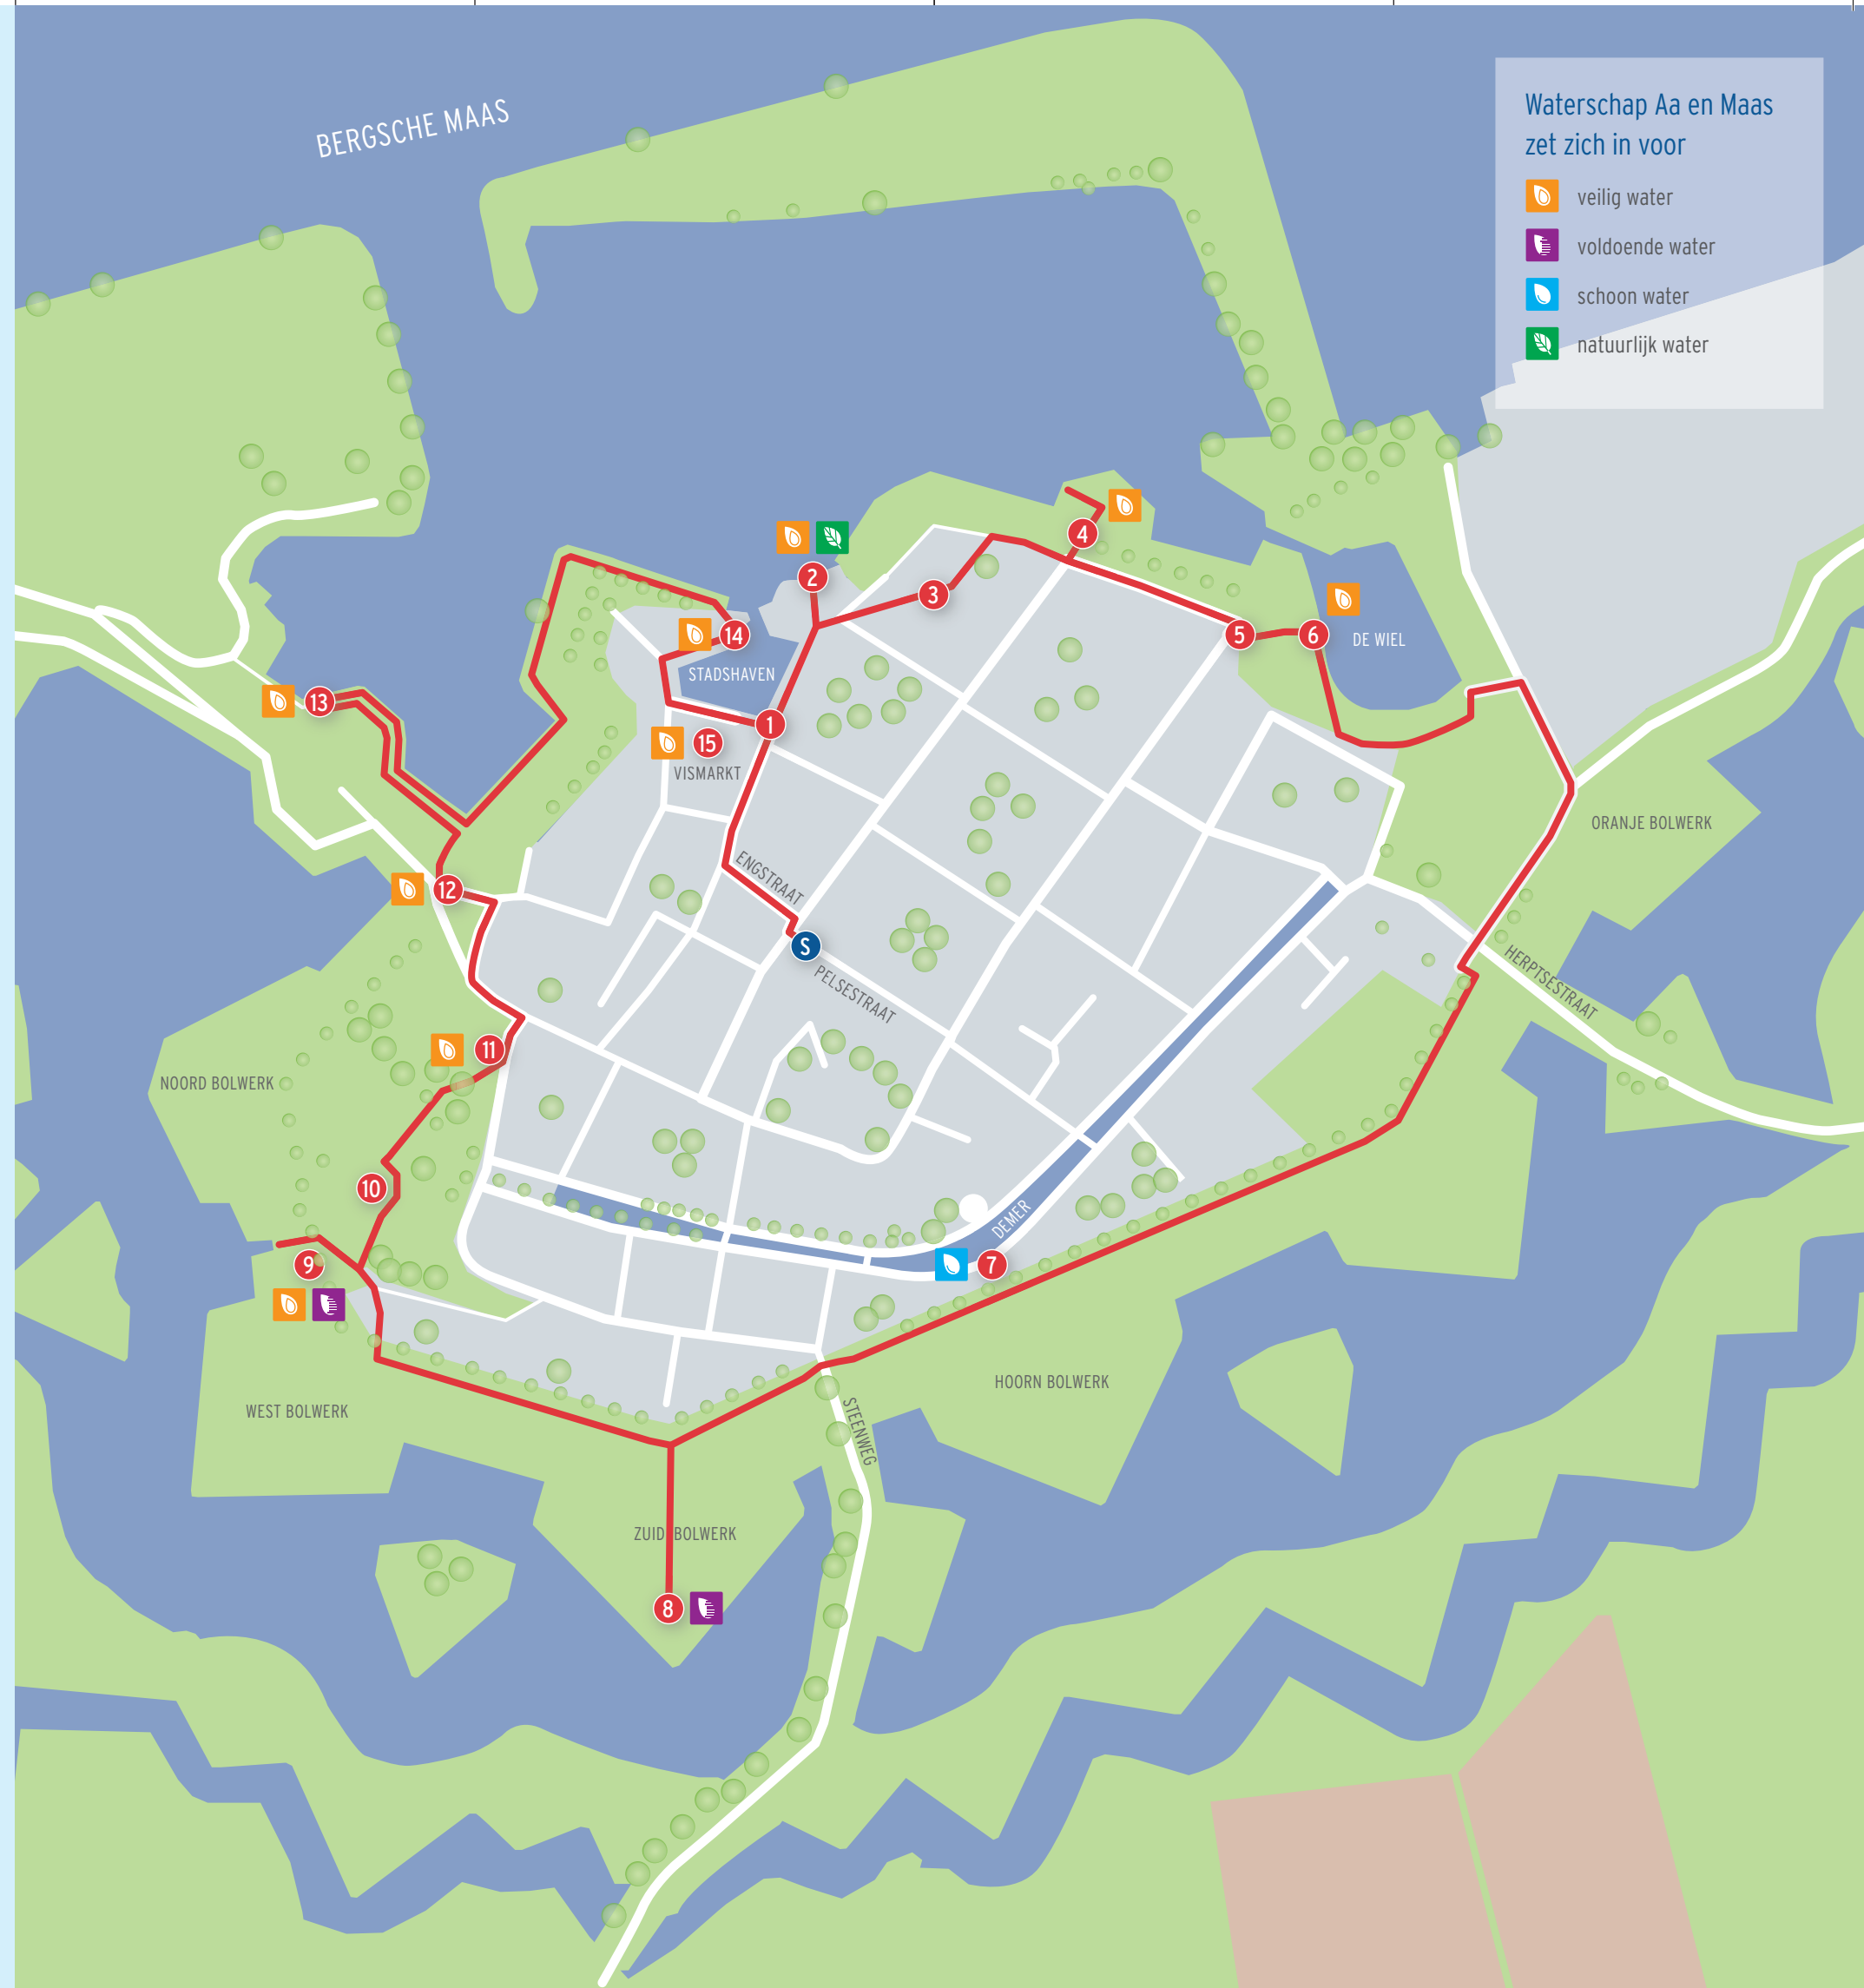 BERGSCHE MAAS
Waterschap Aa en Maas
zet zich in voor
veilig water
voldoende water
schoon water
natuurlijk water
4
2
3
5
6
DE WIEL
14
STADSHAVEN
13
1
15
VISMARKT
ORANJE BOLWERK
ENGSTRAAT
12
S
PELSESTRAAT
HERPTSESTRAAT
11
NOORD BOLWERK
10
DEMER
9
7
HOORN BOLWERK
WEST BOLWERK
STEENWEG
ZUID BOLWERK
8